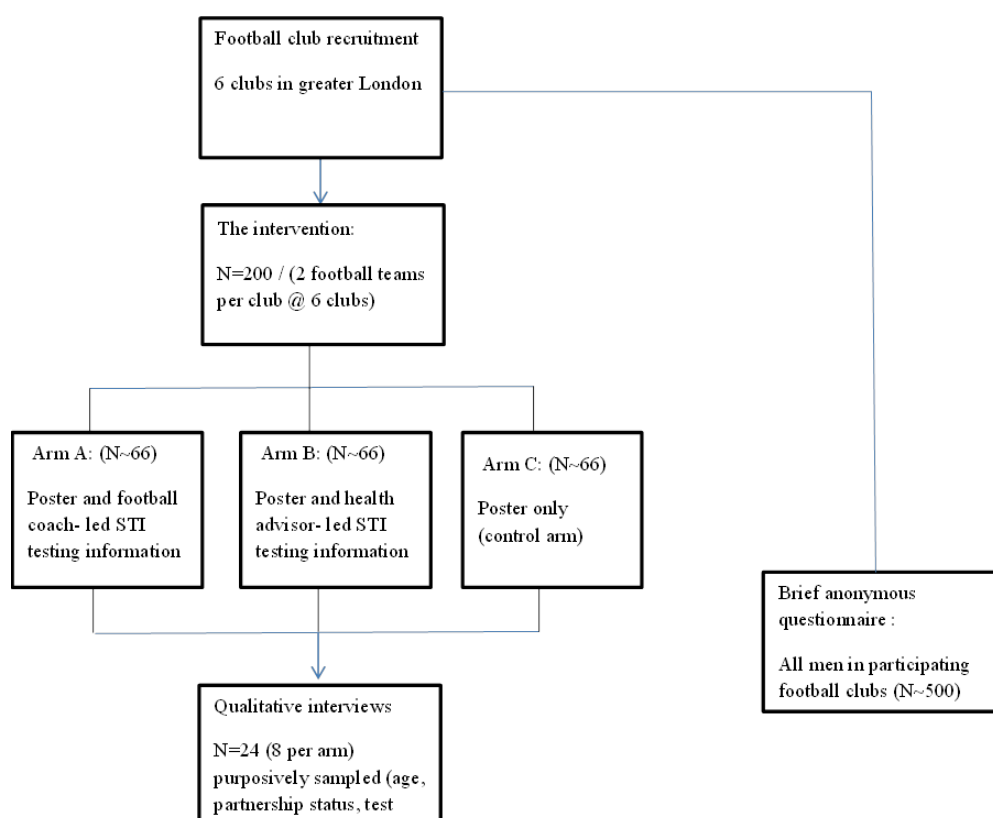 Football club recruitment
6 clubs in greater London
The intervention:
N=200 / (2 football teams
per club @ 6 clubs)
Arm A: (N~66)
Poster and football
coach- led STI
testing information
Arm B: (N~66)
Poster and health
advisor- led STI
testing information
Arm C: (N~66)
Poster only
(control arm)
Brief anonymous
questionnaire :
All men in participating
football clubs (N~500)
Qualitative interviews
N=24 (8 per arm)
purposively sampled (age,
partnership status, test